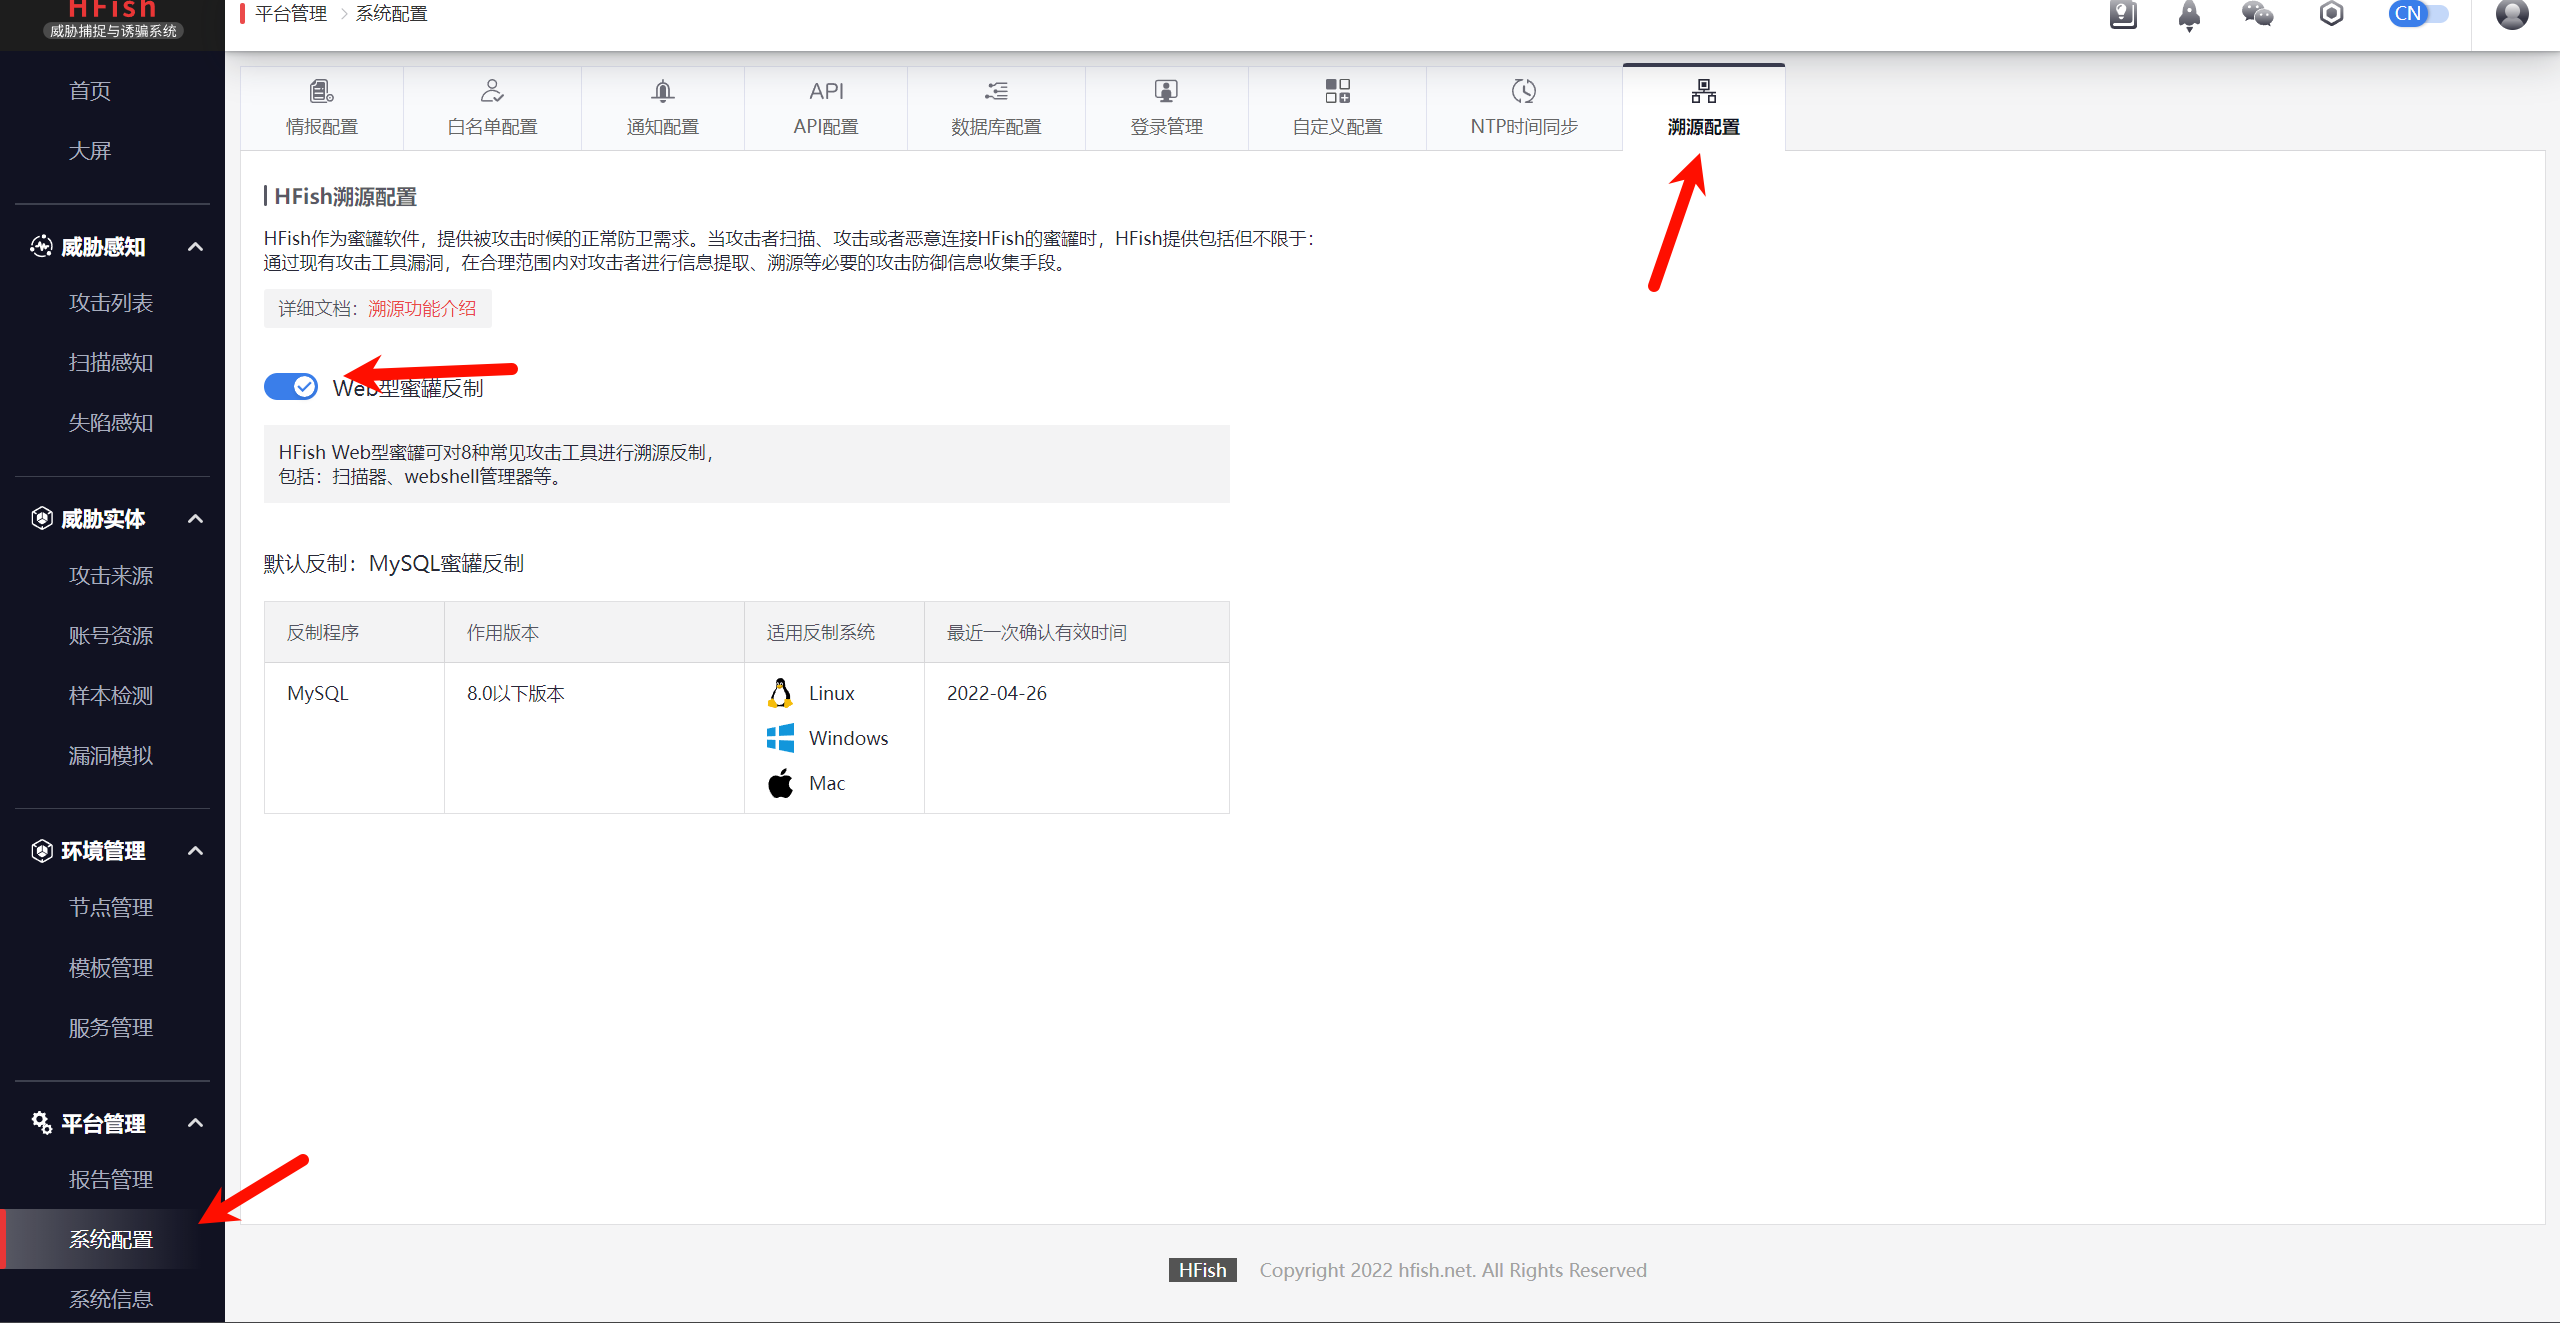 HFish
威胁捕捉与诱骗系统
平台管理 > 系统配置
CN
首页
大屏
威胁感知
攻击列表
扫描感知
失陷感知
威胁实体
攻击来源
账号资源
样本检测
漏洞模拟
环境管理
节点管理
模板管理
服务管理
平台管理
报告管理
系统配置
系统信息
情报配置
白名单配置
通知配置
API
API配置
数据库配置
登录管理
自定义配置
NTP时间同步
溯源配置
HFish溯源配置
HFish作为蜜罐软件，提供被攻击时候的正常防卫需求。当攻击者扫描、攻击或者恶意连接HFish的蜜罐时，HFish提供包括但不限于：
通过现有攻击工具漏洞，在合理范围内对攻击者进行信息提取、溯源等必要的攻击防御信息收集手段。
详细文档：溯源功能介绍
Web型蜜罐反制
HFish Web型蜜罐可对8种常见攻击工具进行溯源反制，
包括：扫描器、webshell管理器等。
默认反制：MySQL蜜罐反制
反制程序 作用版本 适用反制系统 最近一次确认有效时间
MySQL 8.0以下版本 Linux 2022-04-26
Windows
Mac
HFish Copyright 2022 hfish.net. All Rights Reserved